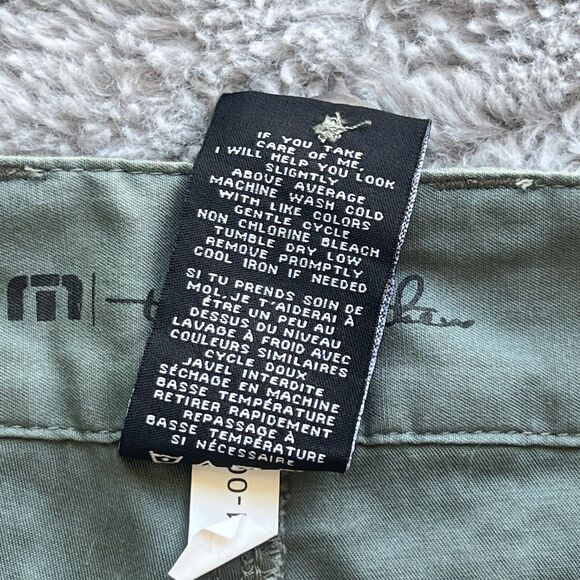 IF YOU TAKE
CARE OF ME,
I WILL HELP YOU LOOK
SLIGHTLY
ABOVE AVERAGE
MACHINE WASH COLD
WITH LIKE COLORS
GENTLE CYCLE
NON CHLORINE BLEACH
TUMBLE DRY LOW
REMOVE PROMPTLY
COOL IRON IF NEEDED
SI TU PRENDS SOIN DE
MOI, JE T'AIDERAI À
ÊTRE UN PEU AU
DESSUS DU NIVEAU
LAVAGE À FROID AVEC
COULEURS SIMILAIRES
CYCLE DOUX
JAVEL INTERDITE
SÉCHAGE EN MACHINE
BASSE TEMPÉRATURE
RETIRER RAPIDEMENT
REPASSAGE À
BASSE TEMPÉRATURE
SI NÉCESSAIRE